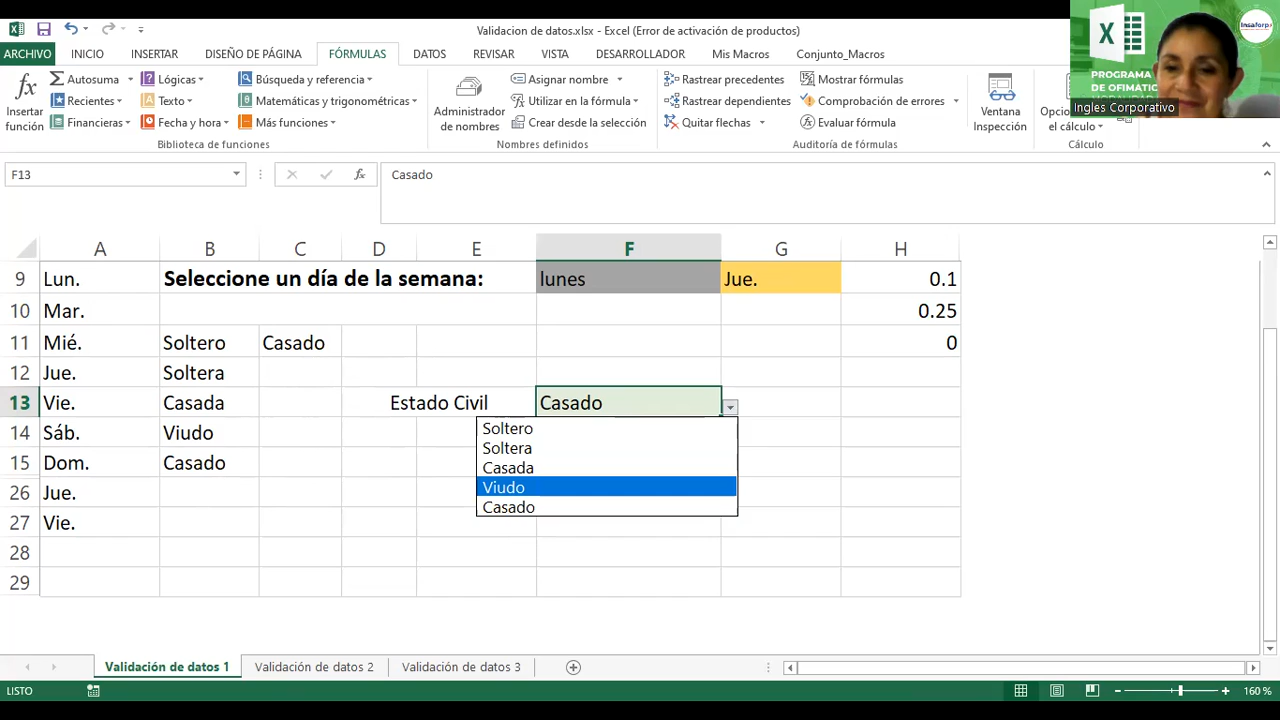 Validacion de datos.xlsx - Excel (Error de activación de productos)
ARCHIVO INICIO INSERTAR DISEÑO DE PÁGINA FÓRMULAS DATOS REVISAR VISTA DESARROLLADOR Mis Macros Conjunto_Macros
Insertar función
Autosuma
Recientes
Financieras
Lógicas
Texto
Fecha y hora
Búsqueda y referencia
Matemáticas y trigonométricas
Más funciones
Biblioteca de funciones
Administrador de nombres
Asignar nombre
Utilizar en la fórmula
Crear desde la selección
Nombres definidos
Rastrear precedentes
Rastrear dependientes
Quitar flechas
Mostrar fórmulas
Comprobación de errores
Evaluar fórmula
Auditoría de fórmulas
Ventana Inspección
el cálculo
Cálculo
PROGRAMA
DE OFIMATIC
Ingles Corporativo
Insaforp
F13 fx Casado
A B C D E F G H
9 Lun. Seleccione un día de la semana: lunes Jue. 0.1
10 Mar. 0.25
11 Mié. Soltero Casado 0
12 Jue. Soltera
13 Vie. Casada Estado Civil Casado
14 Sáb. Viudo
15 Dom. Casado
26 Jue.
27 Vie.
28
29
Soltero
Soltera
Casada
Viudo
Casado
Validación de datos 1 Validación de datos 2 Validación de datos 3
LISTO 160 %